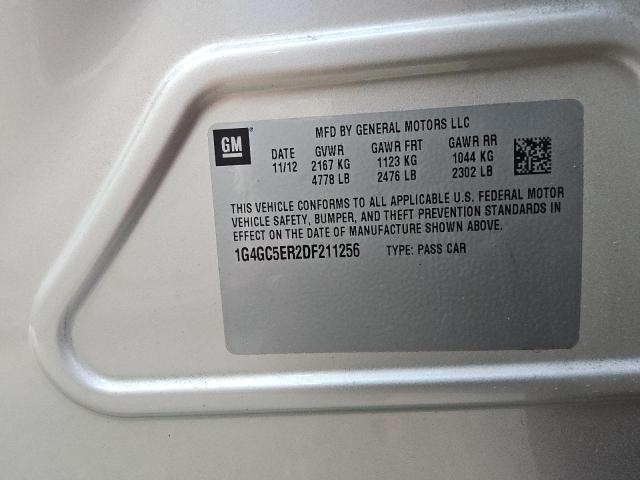 GM
MFD BY GENERAL MOTORS LLC
DATE GVWR GAWR FRT GAWR RR
11/12 2167 KG 1123 KG 1044 KG
4778 LB 2476 LB 2302 LB
THIS VEHICLE CONFORMS TO ALL APPLICABLE U.S. FEDERAL MOTOR
VEHICLE SAFETY, BUMPER, AND THEFT PREVENTION STANDARDS IN
EFFECT ON THE DATE OF MANUFACTURE SHOWN ABOVE.
1G4GC5ER2DF211256 TYPE: PASS CAR